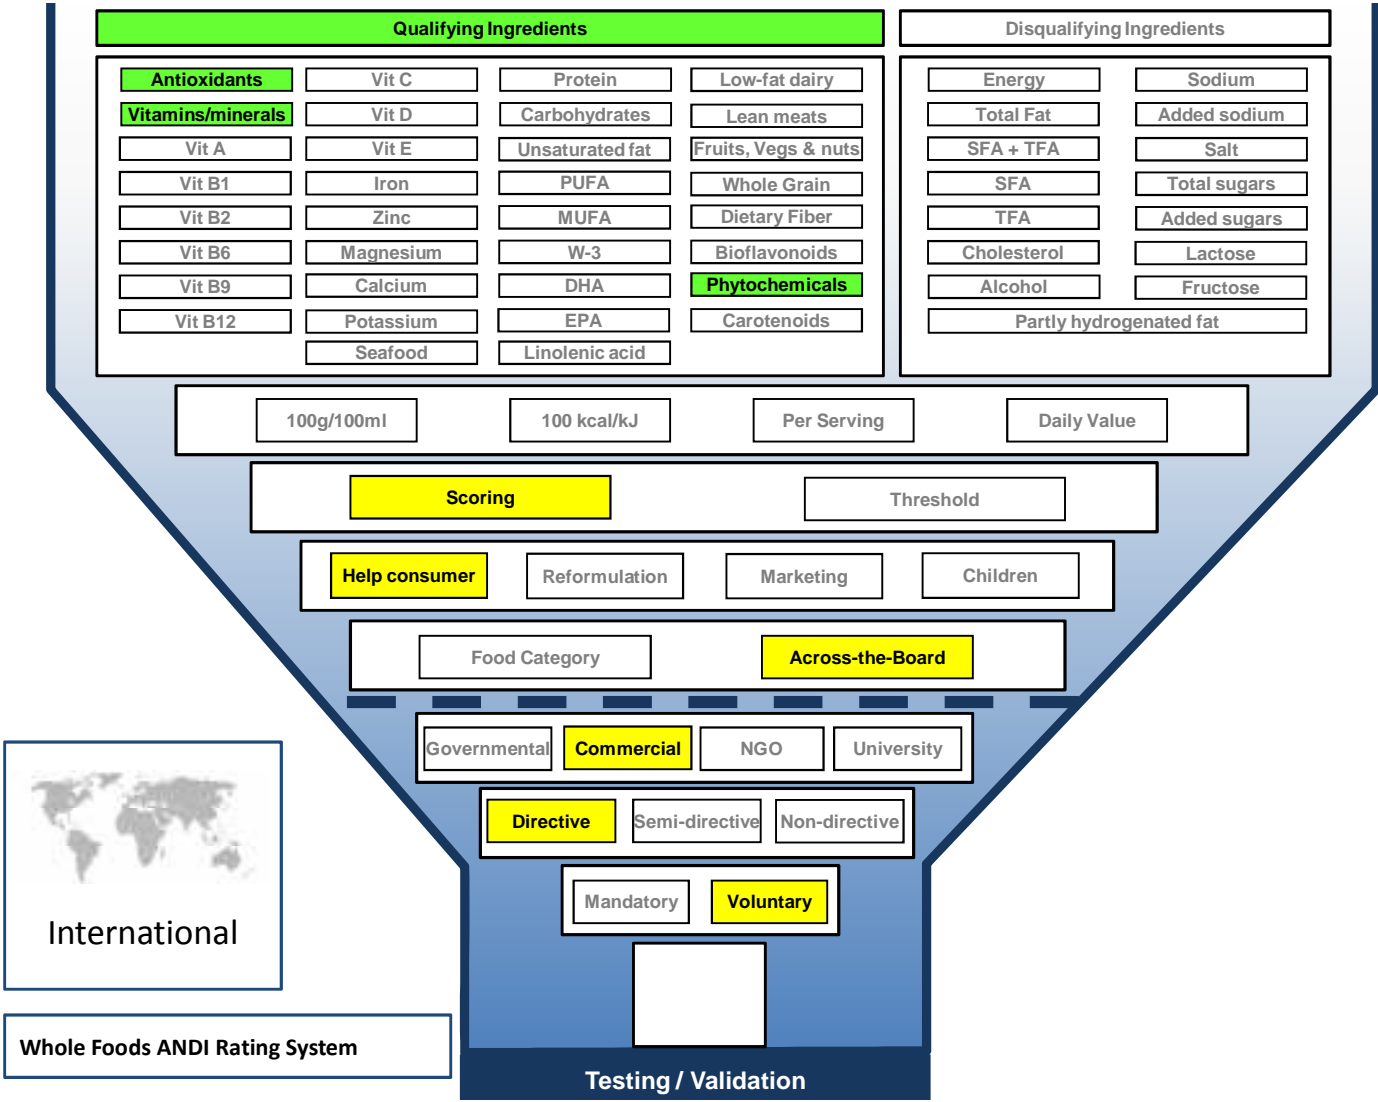 Qualifying Ingredients
Disqualifying Ingredients
Antioxidants
Vit C
Protein
Low-fat dairy
Energy
Sodium
Vitamins/minerals
Vit D
Carbohydrates
Lean meats
Total Fat
Added sodium
Vit A
Vit E
Unsaturated fat
Fruits, Vegs & nuts
SFA + TFA
Salt
Vit B1
Iron
PUFA
Whole Grain
SFA
Total sugars
Vit B2
Zinc
MUFA
Dietary Fiber
TFA
Added sugars
Vit B6
Magnesium
W-3
Bioflavonoids
Cholesterol
Lactose
Vit B9
Calcium
DHA
Phytochemicals
Alcohol
Fructose
Vit B12
Potassium
EPA
Carotenoids
Partly hydrogenated fat
Seafood
Linolenic acid
100g/100ml
100 kcal/kJ
Per Serving
Daily Value
Scoring
Threshold
Help consumer
Reformulation
Marketing
Children
Food Category
Across-the-Board
Governmental
Commercial
NGO
University
Directive
Semi-directive
Non-directive
Mandatory
Voluntary
International
Whole Foods ANDI Rating System
Testing / Validation